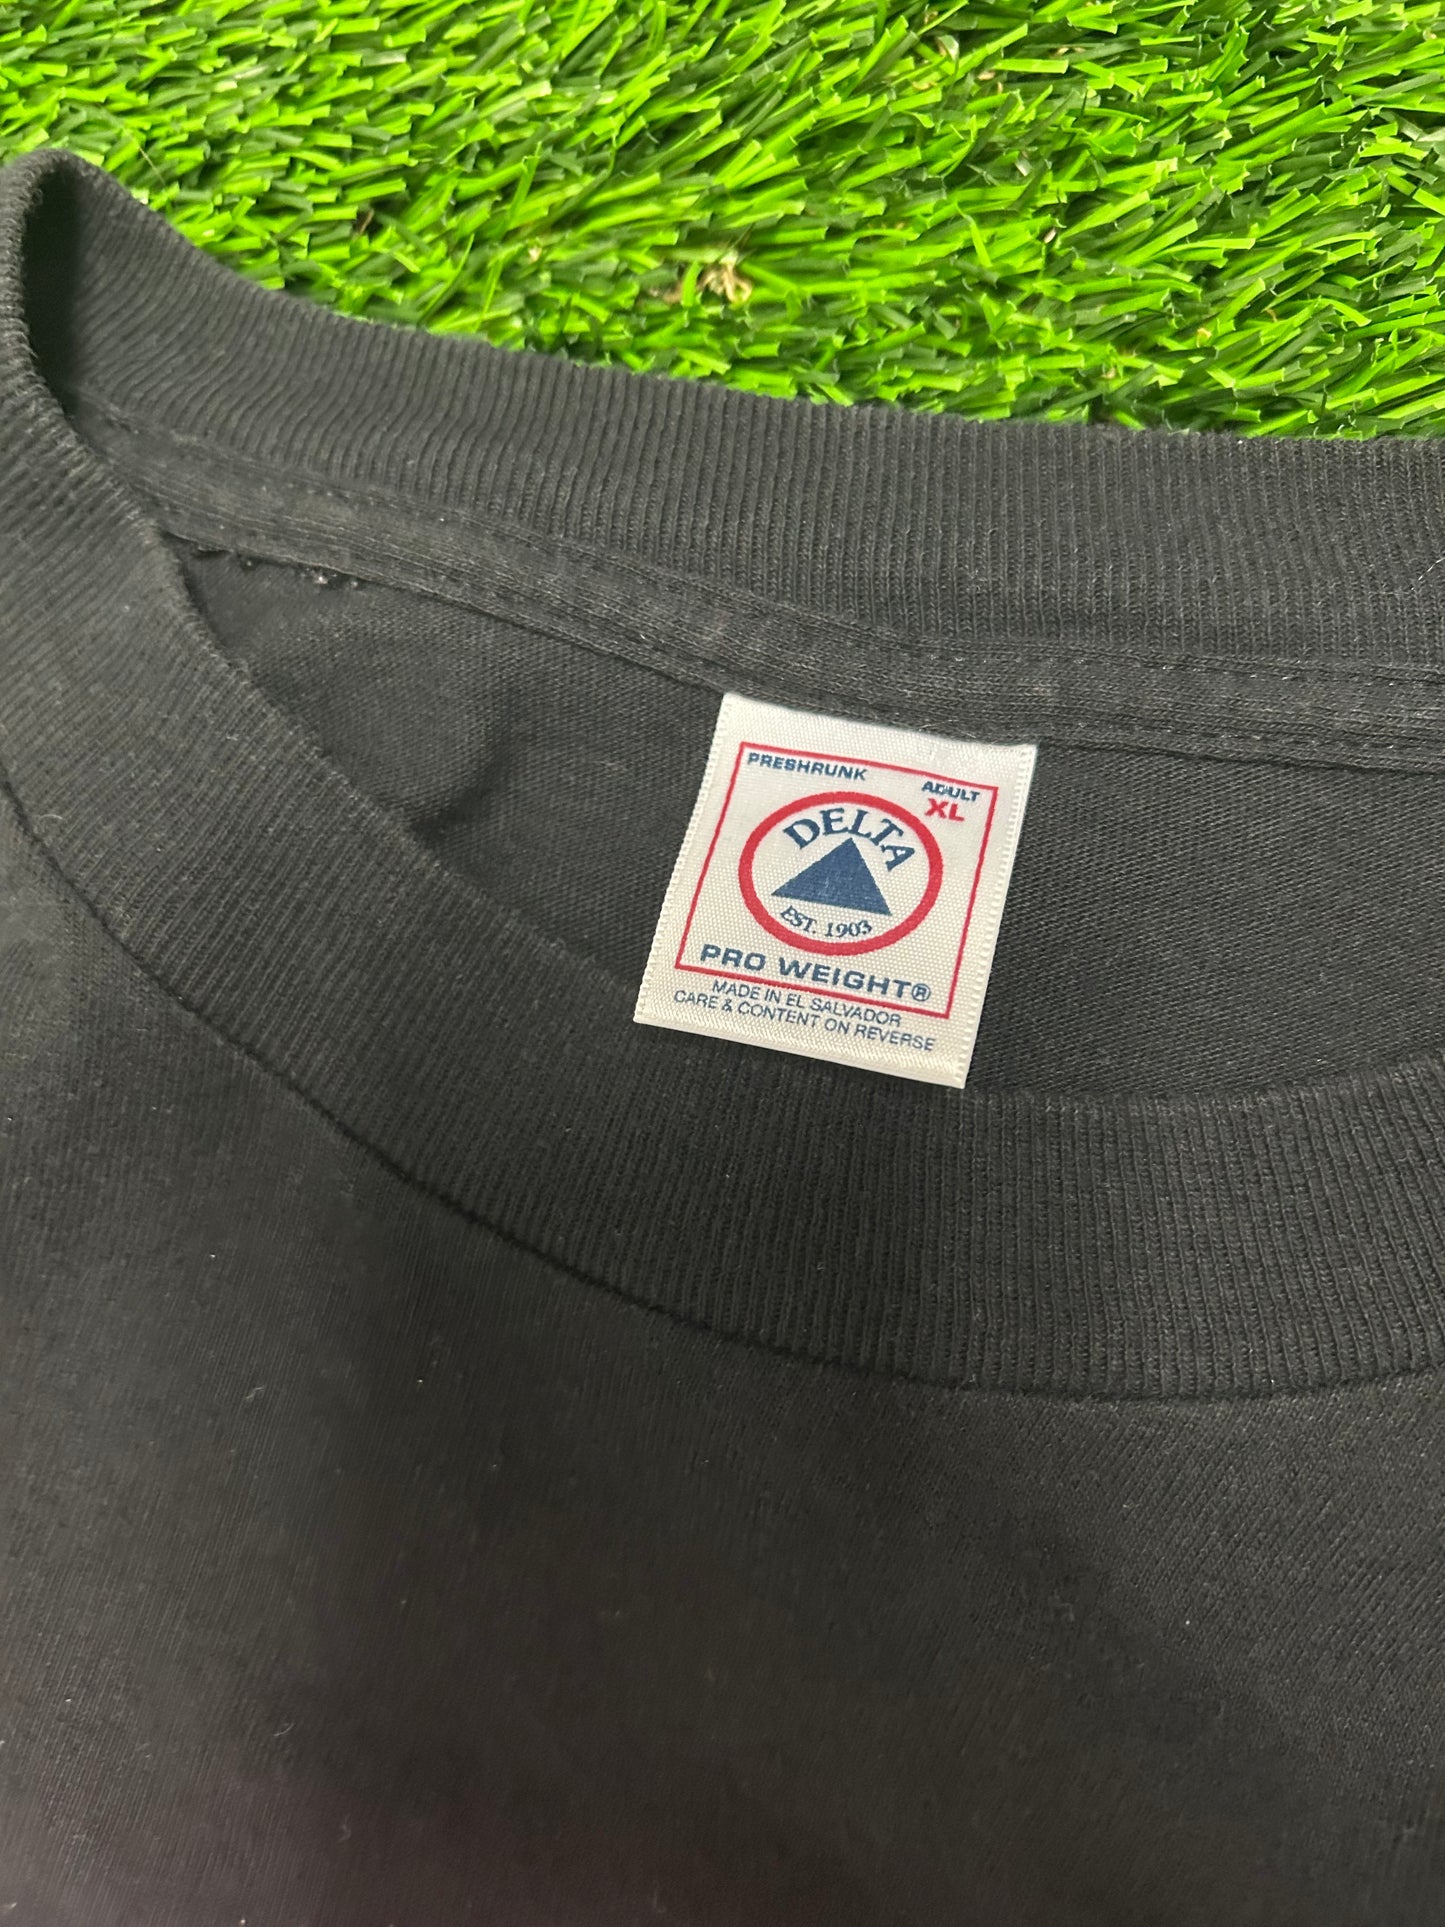 PRESHRUNK
ADULT
XL
DELTA
EST. 1903
PRO WEIGHT®
MADE IN EL SALVADOR
CARE & CONTENT ON REVERSE